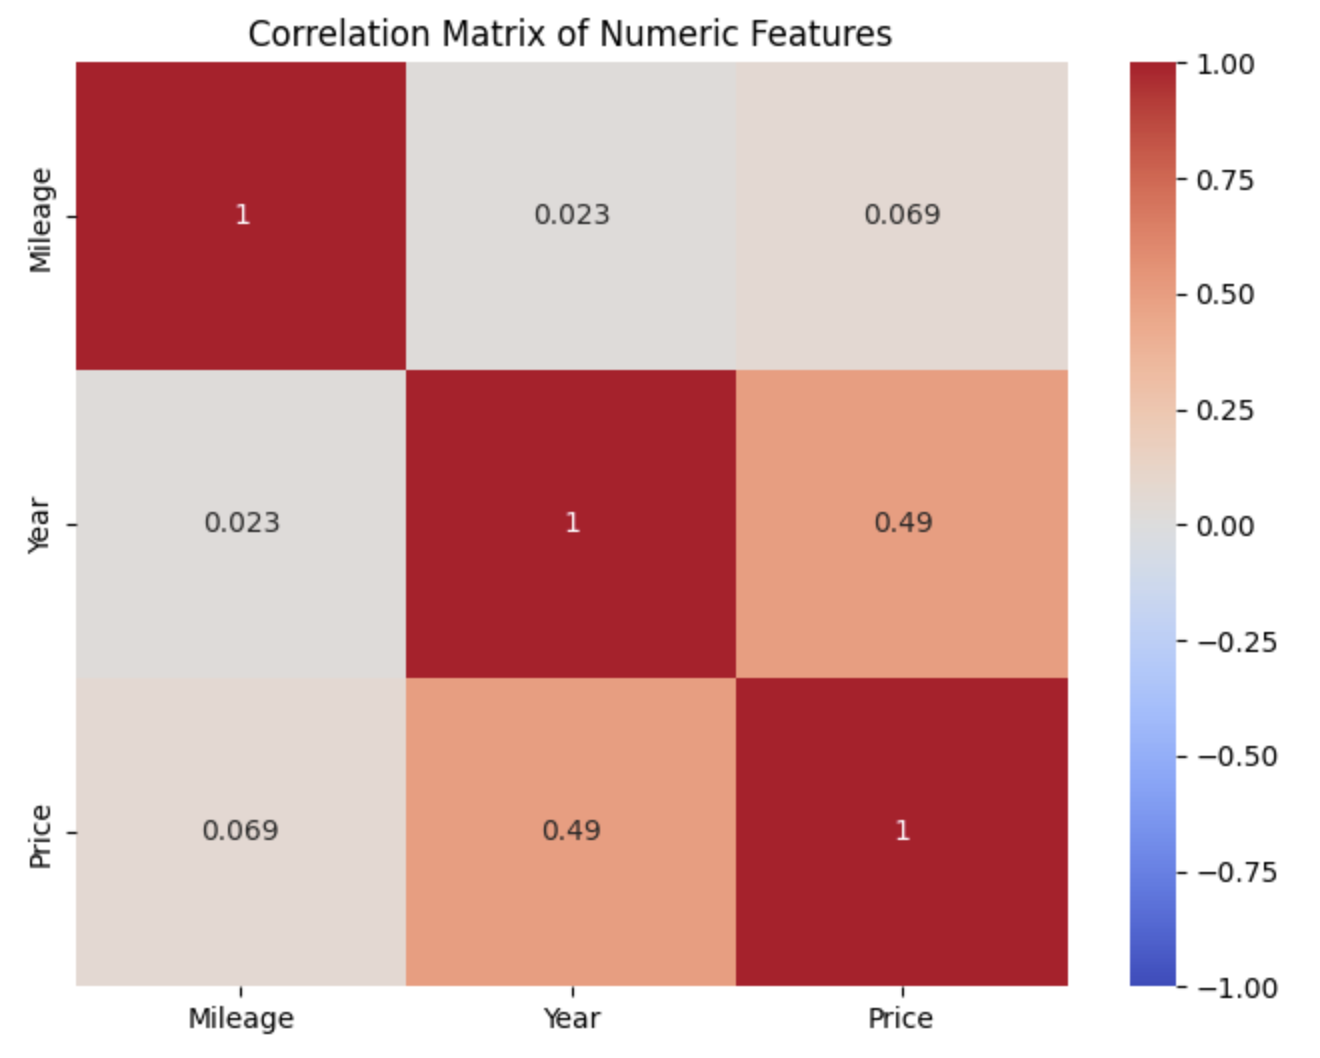 Correlation Matrix of Numeric Features
Mileage
1
0.023
0.069
Year
0.023
1
0.49
Price
0.069
0.49
1
Mileage
Year
Price
1.00
0.75
0.50
0.25
0.00
−0.25
−0.50
−0.75
−1.00